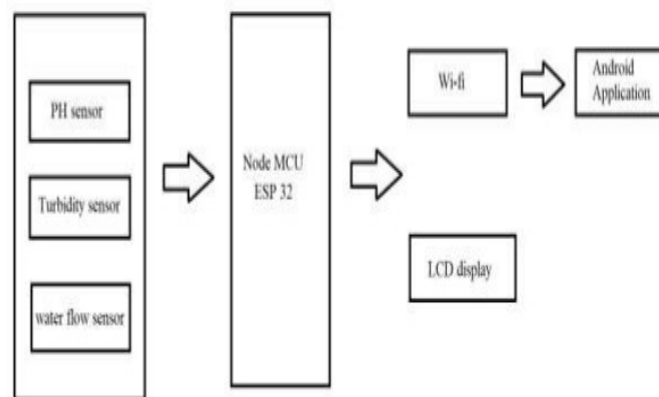 PH sensor
Turbidity sensor
water flow sensor
Node MCU
ESP 32
Wi-fi
Android
Application
LCD display